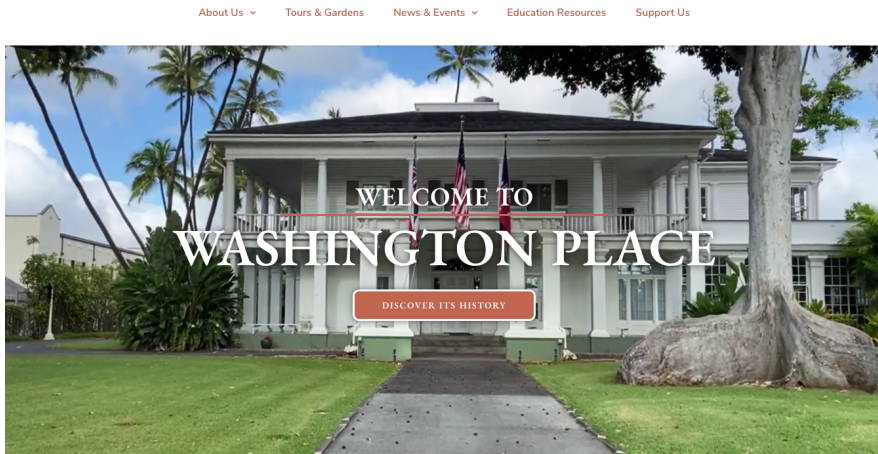 About Us
Tours & Gardens
News & Events
Education Resources
Support Us
WELCOME TO
WASHINGTON PLACE
DISCOVER ITS HISTORY